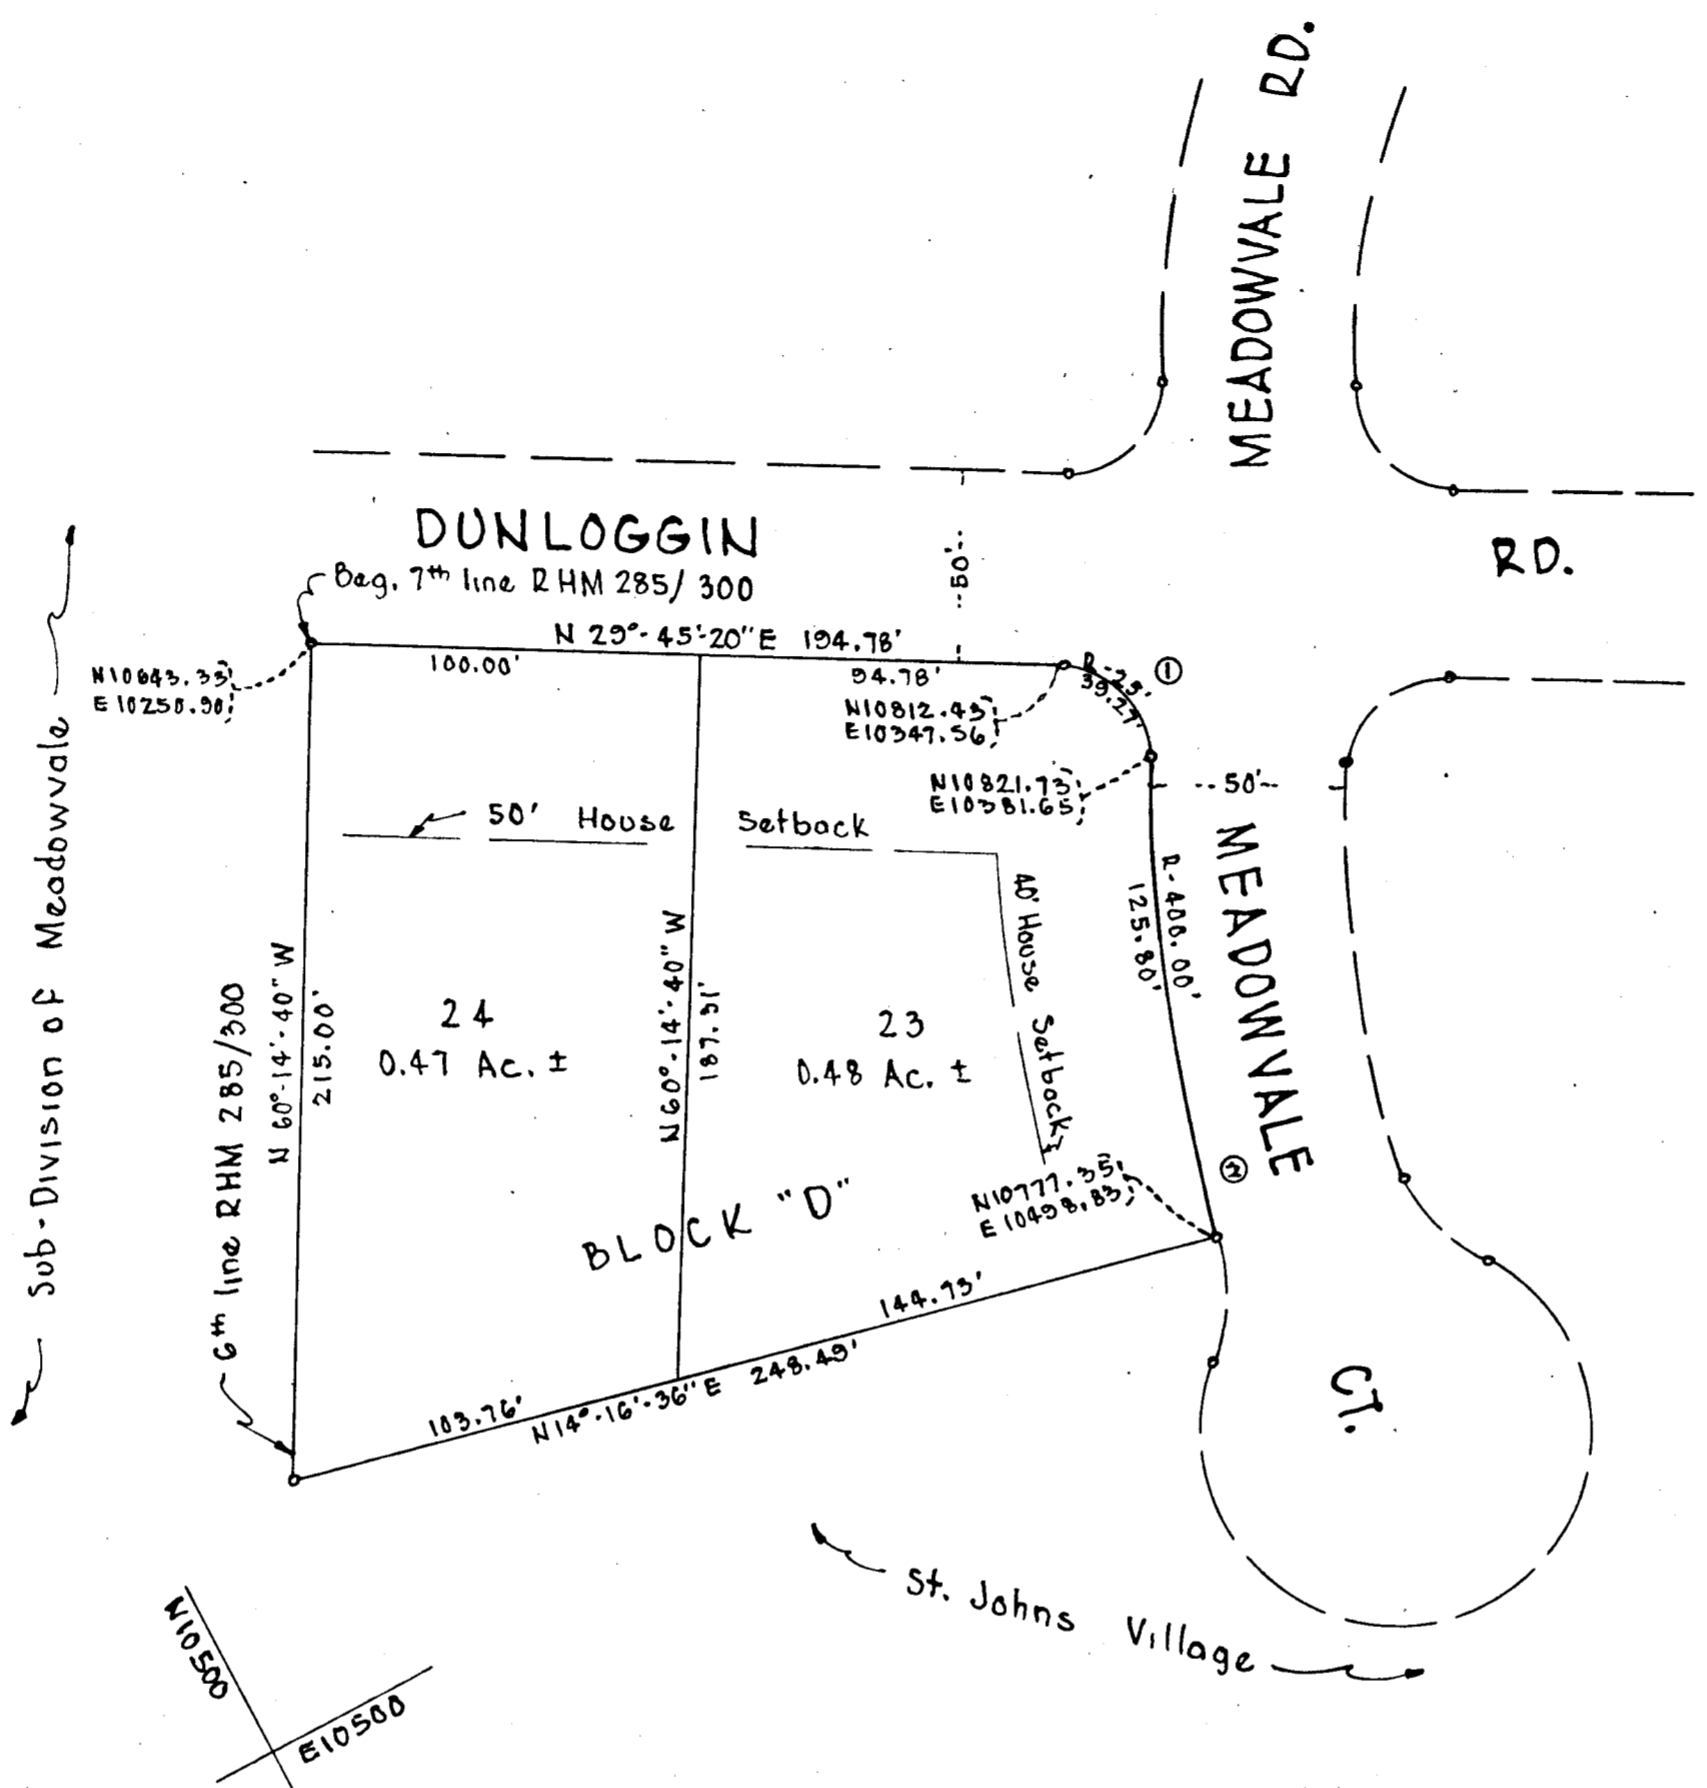 MEADOWVALE RD.
DUNLOGGIN
RD.
Beg. 7th line RHM 285/300
--50'--
N 29°-45'-20" E 194.78'
100.00'
94.78'
R-25'
39.27'
①
N10643.33
E10250.90
N10812.43
E10347.56
N10821.73
E10381.65
--50'--
50' House Setback
40' House Setback
R-400.00'
125.80'
MEADOWVALE
CT.
Sub-Division of Meadowvale
6th line RHM 285/300
N 60°-14'-40" W
215.00'
N 60°-14'-40" W
187.31'
24
0.47 Ac. ±
23
0.48 Ac. ±
BLOCK "D"
②
N10777.35
E10498.83
144.73'
103.76'
N14°-16'-36" E 248.49'
St. Johns Village
N10500
E10500